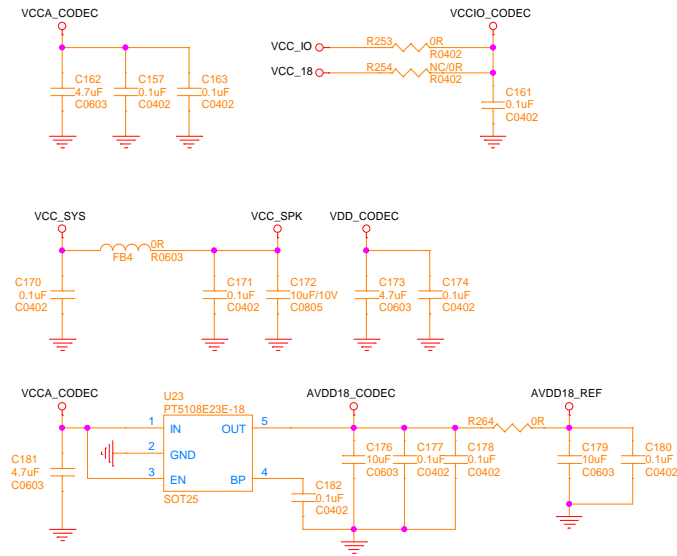 VCCA_CODEC
VCCIO_CODEC
VCC_IO
R253
0R
R0402
VCC_18
R254
NC/0R
R0402
C162
4.7uF
C0603
C157
0.1uF
C0402
C163
0.1uF
C0402
C161
0.1uF
C0402
VCC_SYS
VCC_SPK
VDD_CODEC
0R
FB4
R0603
C170
0.1uF
C0402
C171
0.1uF
C0402
C172
10uF/10V
C0805
C173
4.7uF
C0603
C174
0.1uF
C0402
VCCA_CODEC
U23
PT5108E23E-18
AVDD18_CODEC
AVDD18_REF
1
IN
OUT
5
2
GND
3
EN
BP
4
SOT25
R264
0R
C181
4.7uF
C0603
C182
0.1uF
C0402
C176
10uF
C0603
C177
0.1uF
C0402
C178
0.1uF
C0402
C179
10uF
C0603
C180
0.1uF
C0402